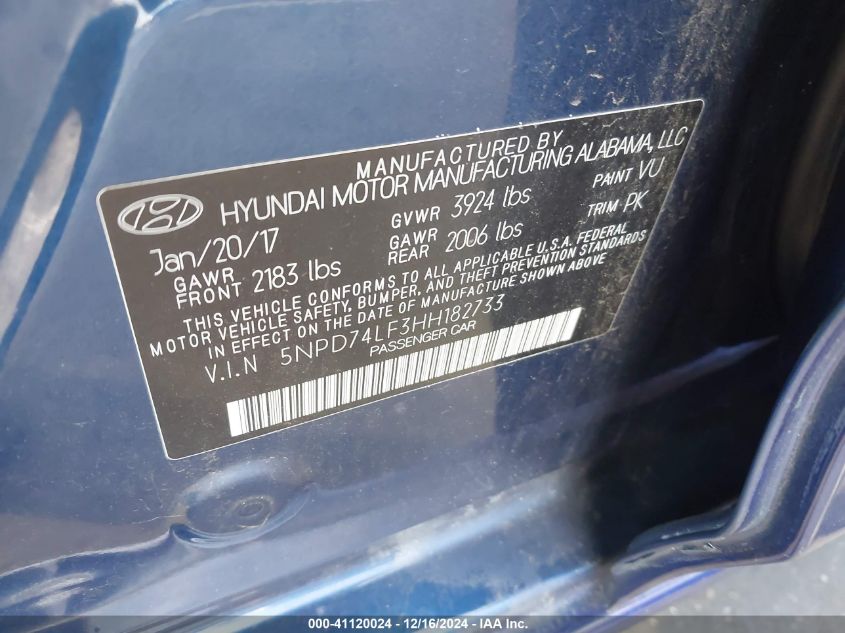 MANUFACTURED BY
HYUNDAI MOTOR MANUFACTURING ALABAMA, LLC
Jan/20/17 GVWR 3924 lbs PAINT VU
GAWR FRONT 2183 lbs GAWR REAR 2006 lbs TRIM PK
THIS VEHICLE CONFORMS TO ALL APPLICABLE U.S.A. FEDERAL
MOTOR VEHICLE SAFETY, BUMPER, AND THEFT PREVENTION STANDARDS
IN EFFECT ON THE DATE OF MANUFACTURE SHOWN ABOVE
V.I.N 5NPD74LF3HH182733
PASSENGER CAR
000-41120024 - 12/16/2024 - IAA Inc.